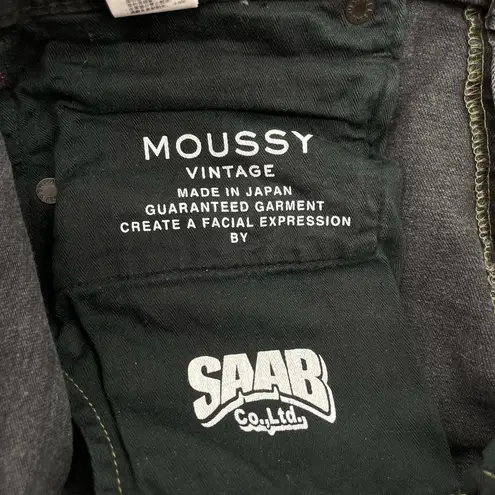 MOUSSY
VINTAGE
MADE IN JAPAN
GUARANTEED GARMENT
CREATE A FACIAL EXPRESSION
BY
SAAB
Co.,Ltd.,